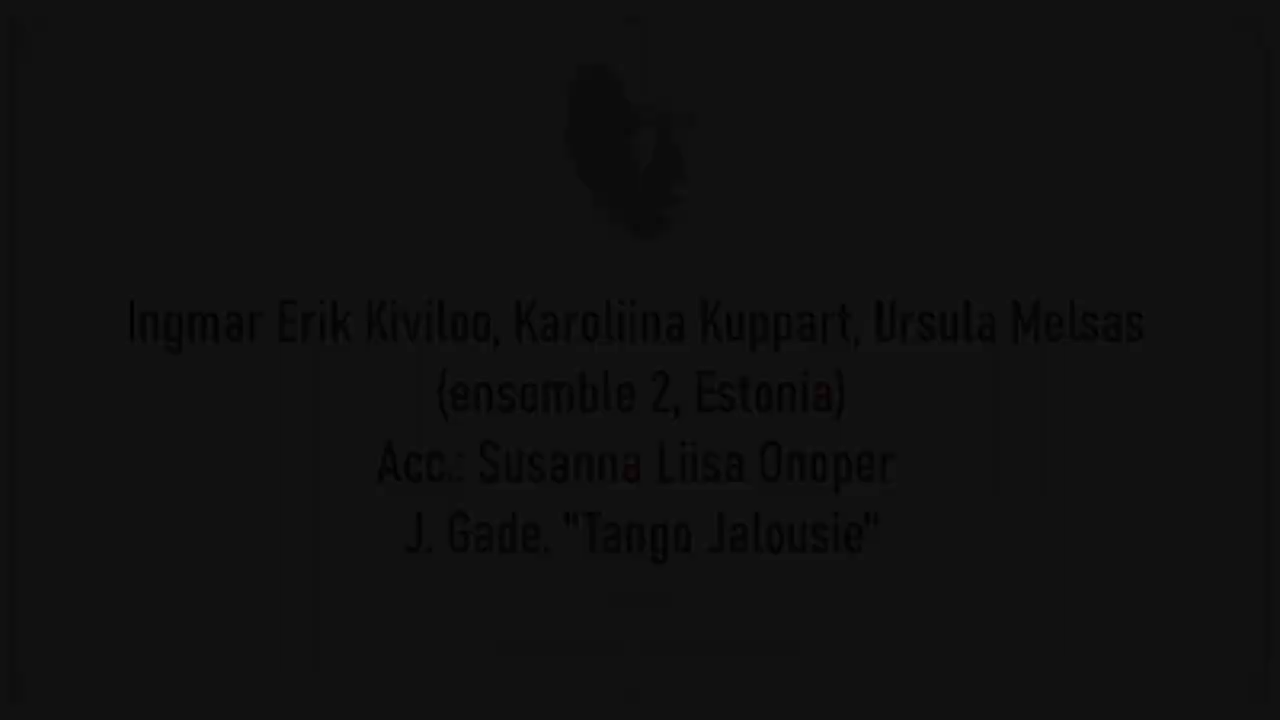 Ingmar Erik Kiviloo, Karoliina Kuppart, Ursula Melsas
(ensemble 2, Estonia)
Acc.: Susanna Liisa Onoper
J. Gade. "Tango Jalousie"